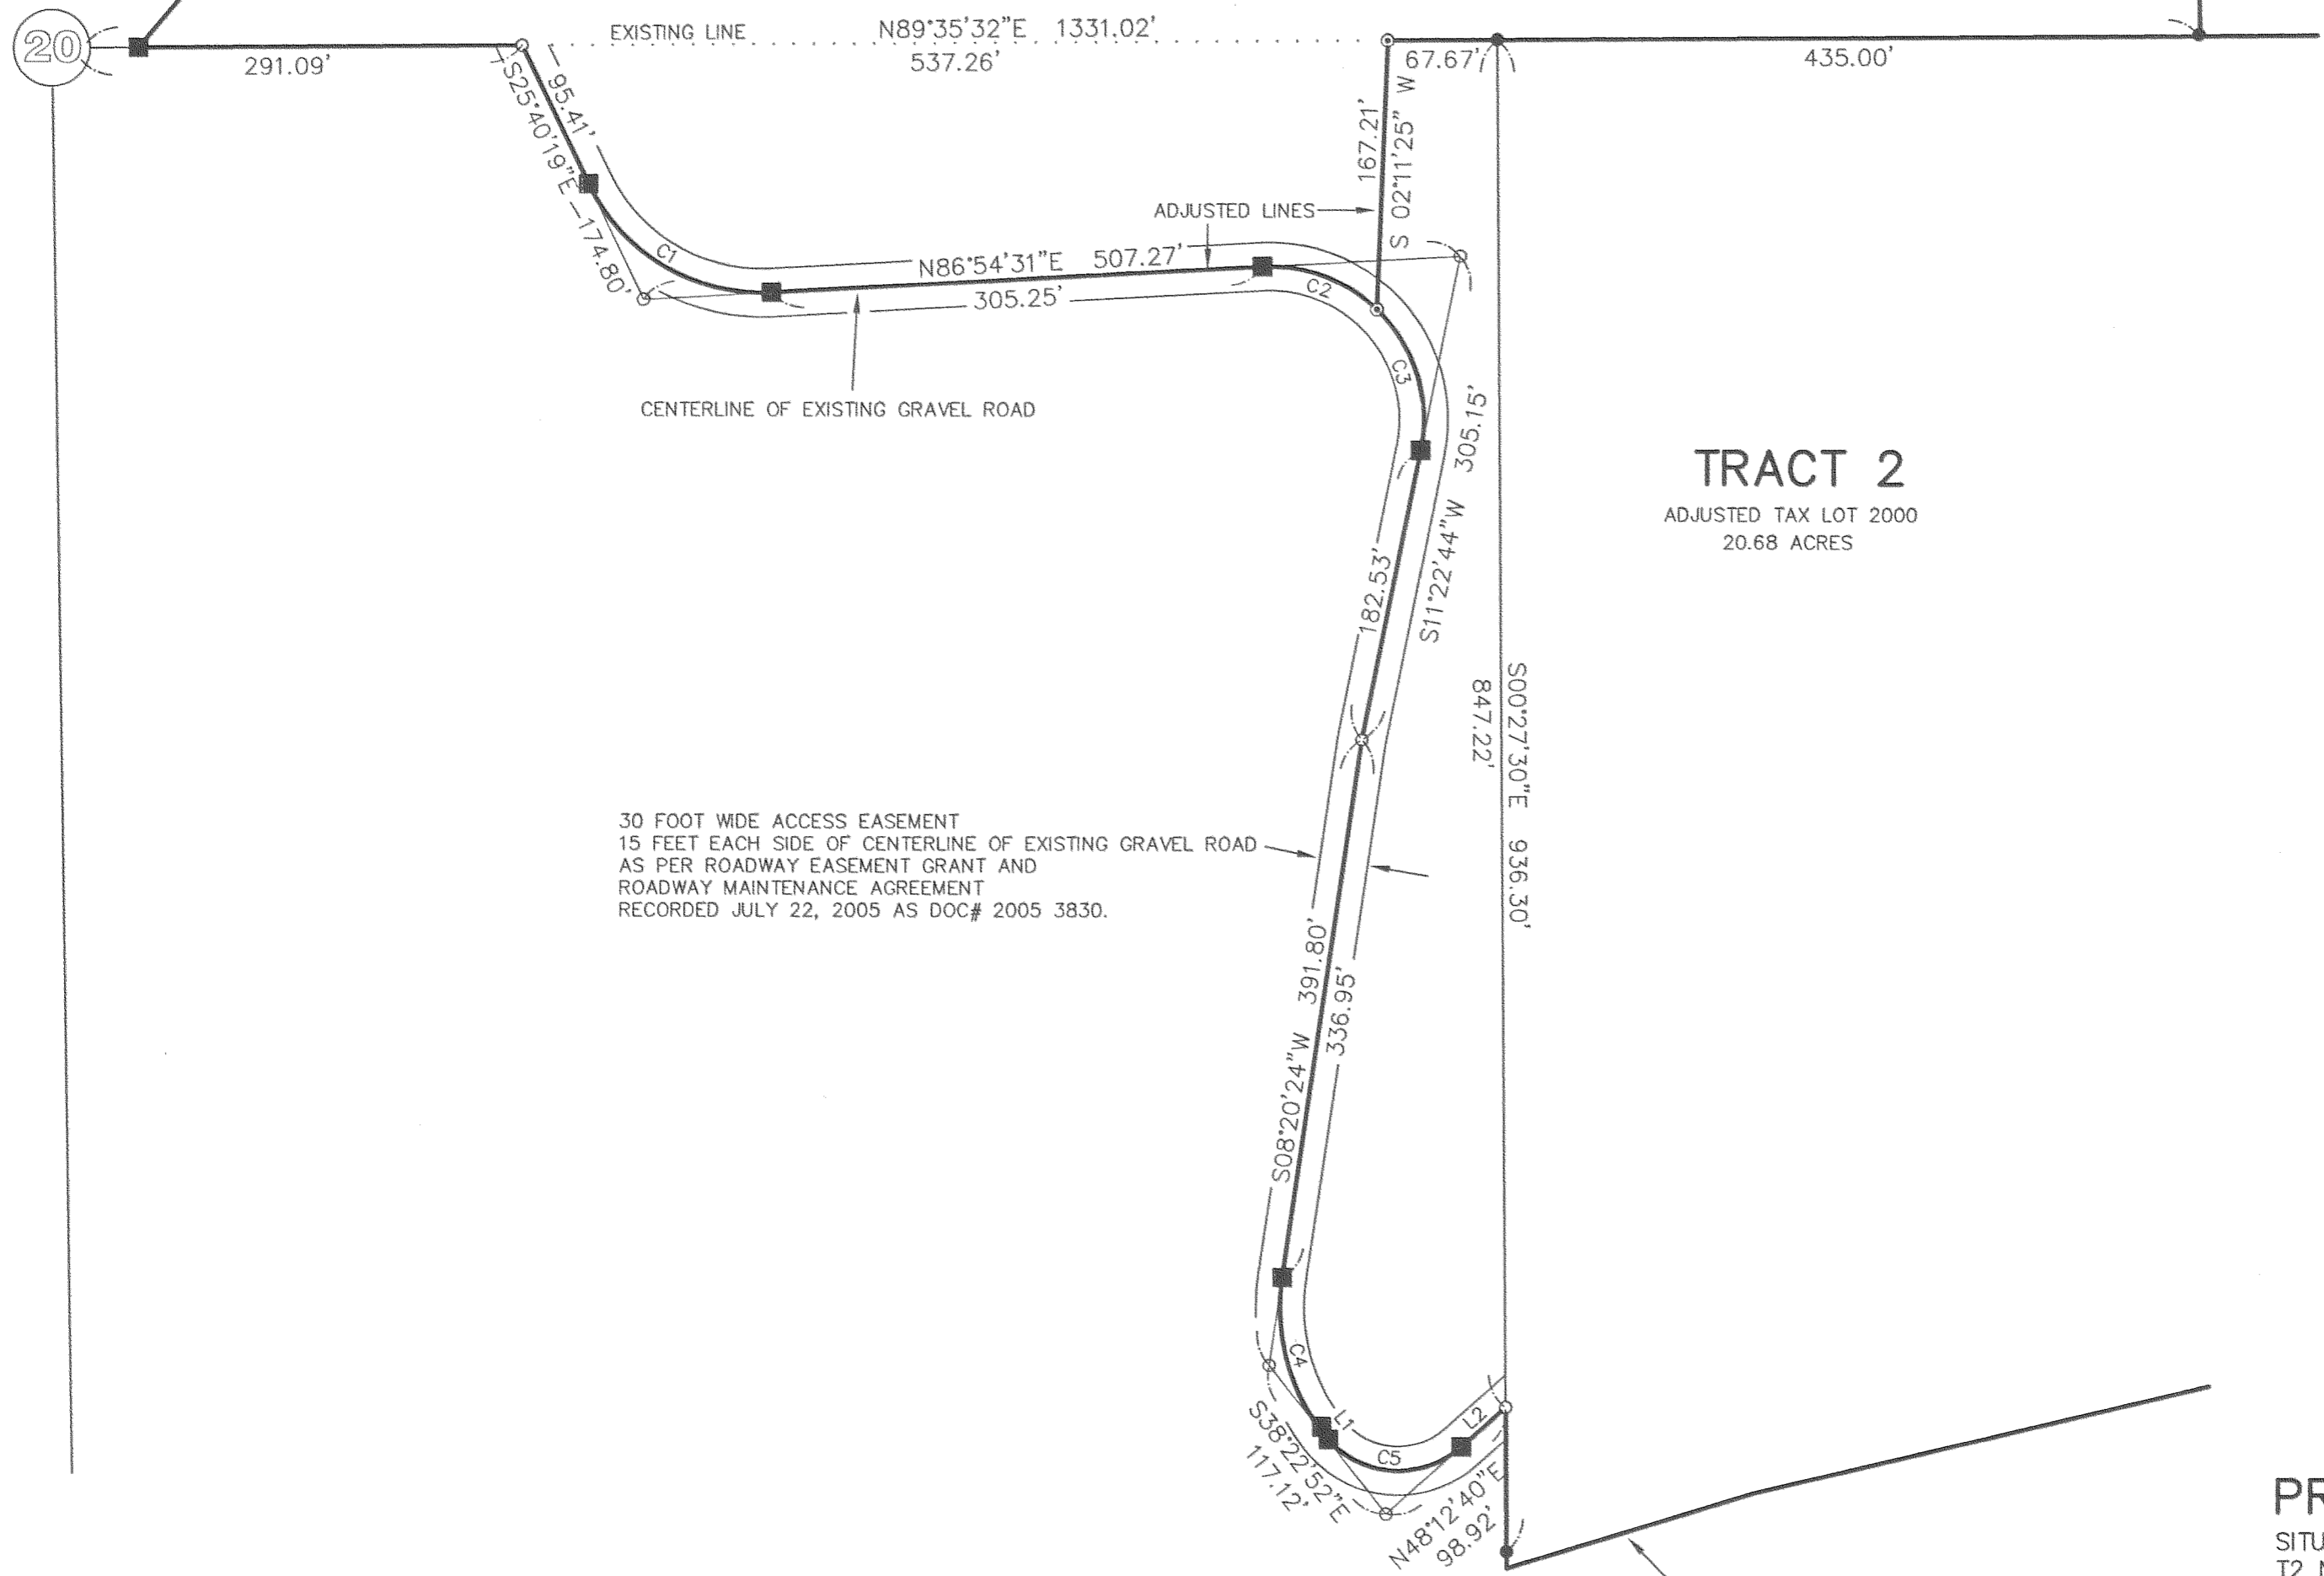 20
EXISTING LINE
N89°35'32"E 1331.02'
291.09'
537.26'
67.67'
435.00'
95.41'
S25°40'19"E
174.80'
167.21'
S 02°11'25" W
ADJUSTED LINES
C1
N86°54'31"E 507.27'
305.25'
C2
C3
CENTERLINE OF EXISTING GRAVEL ROAD
305.15'
S11°22'44"W
182.53'
TRACT 2
ADJUSTED TAX LOT 2000
20.68 ACRES
S00°27'30"E 936.30'
847.22'
30 FOOT WIDE ACCESS EASEMENT
15 FEET EACH SIDE OF CENTERLINE OF EXISTING GRAVEL ROAD
AS PER ROADWAY EASEMENT GRANT AND
ROADWAY MAINTENANCE AGREEMENT
RECORDED JULY 22, 2005 AS DOC# 2005 3830.
S08°20'24"W 391.80'
336.95'
C4
L1
C5
L2
S38°22'52"E
117.12'
N48°12'40"E
98.92'
PR
SITU
T2 N